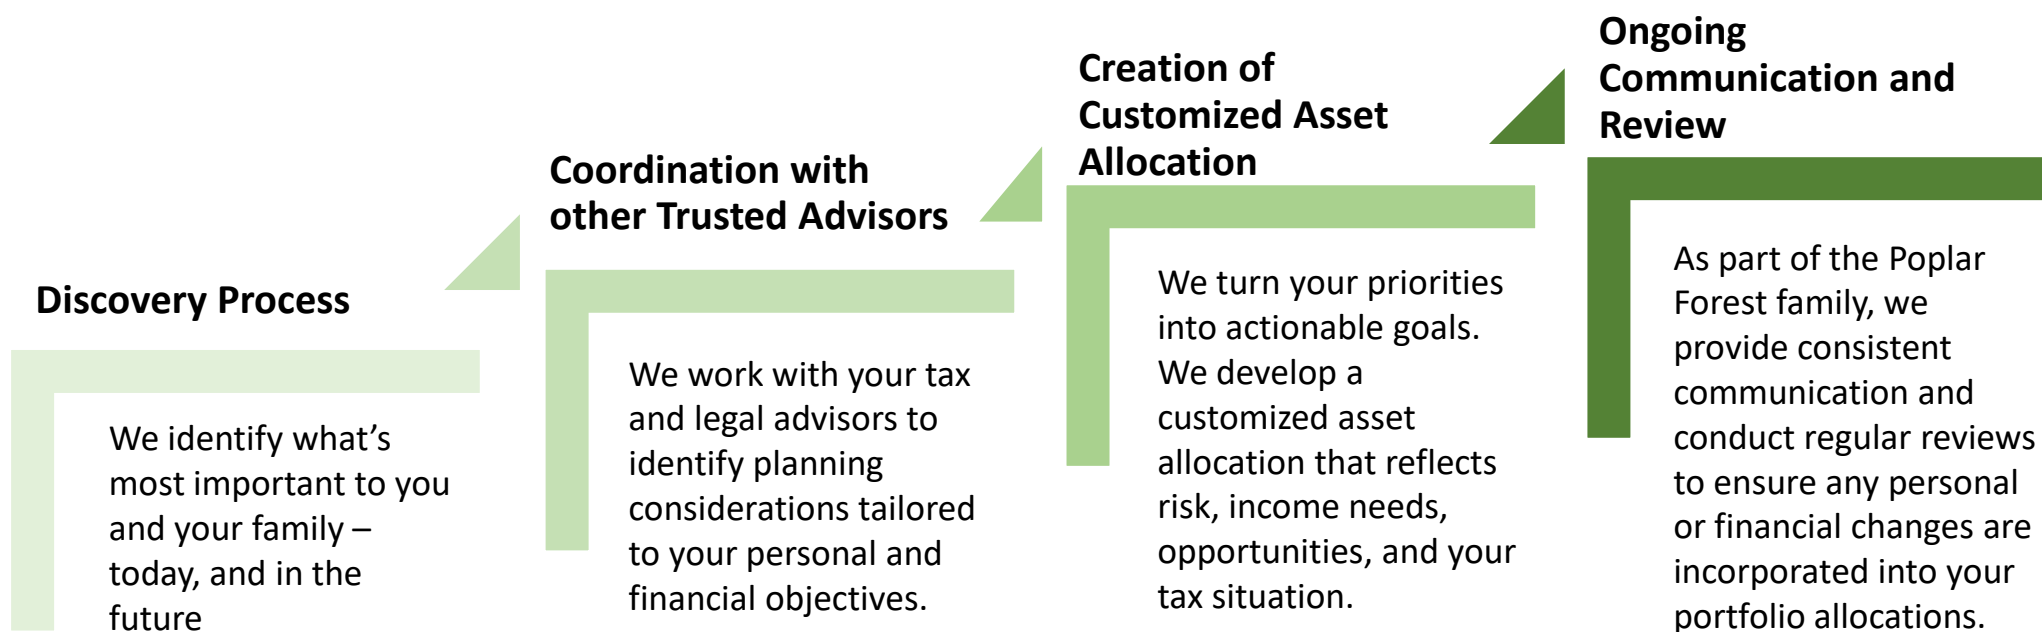 Discovery Process
We identify what’s
most important to you
and your family –
today, and in the
future
Coordination with
other Trusted Advisors
We work with your tax
and legal advisors to
identify planning
considerations tailored
to your personal and
financial objectives.
Creation of
Customized Asset
Allocation
We turn your priorities
into actionable goals.
We develop a
customized asset
allocation that reflects
risk, income needs,
opportunities, and your
tax situation.
Ongoing
Communication and
Review
As part of the Poplar
Forest family, we
provide consistent
communication and
conduct regular reviews
to ensure any personal
or financial changes are
incorporated into your
portfolio allocations.